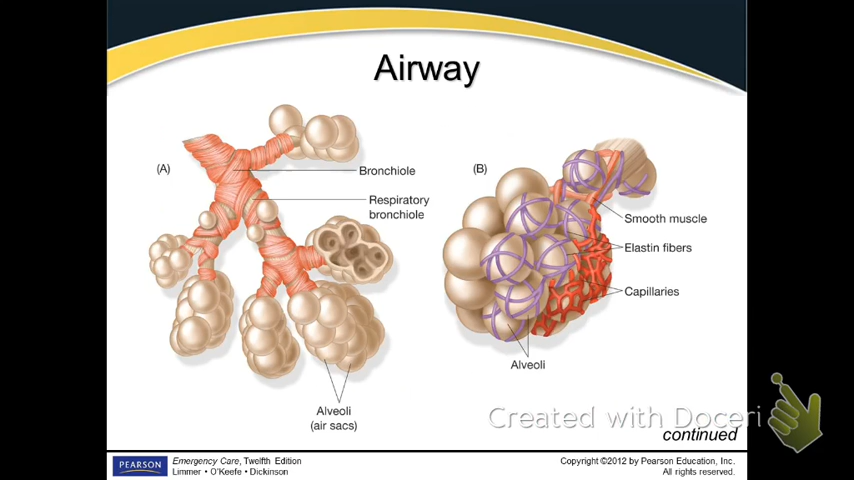 Airway
(A)
Bronchiole
Respiratory
bronchiole
Alveoli
(air sacs)
(B)
Smooth muscle
Elastin fibers
Capillaries
Alveoli
Created with Doceri
continued
PEARSON
Emergency Care, Twelfth Edition
Limmer • O'Keefe • Dickinson
Copyright ©2012 by Pearson Education, Inc.
All rights reserved.